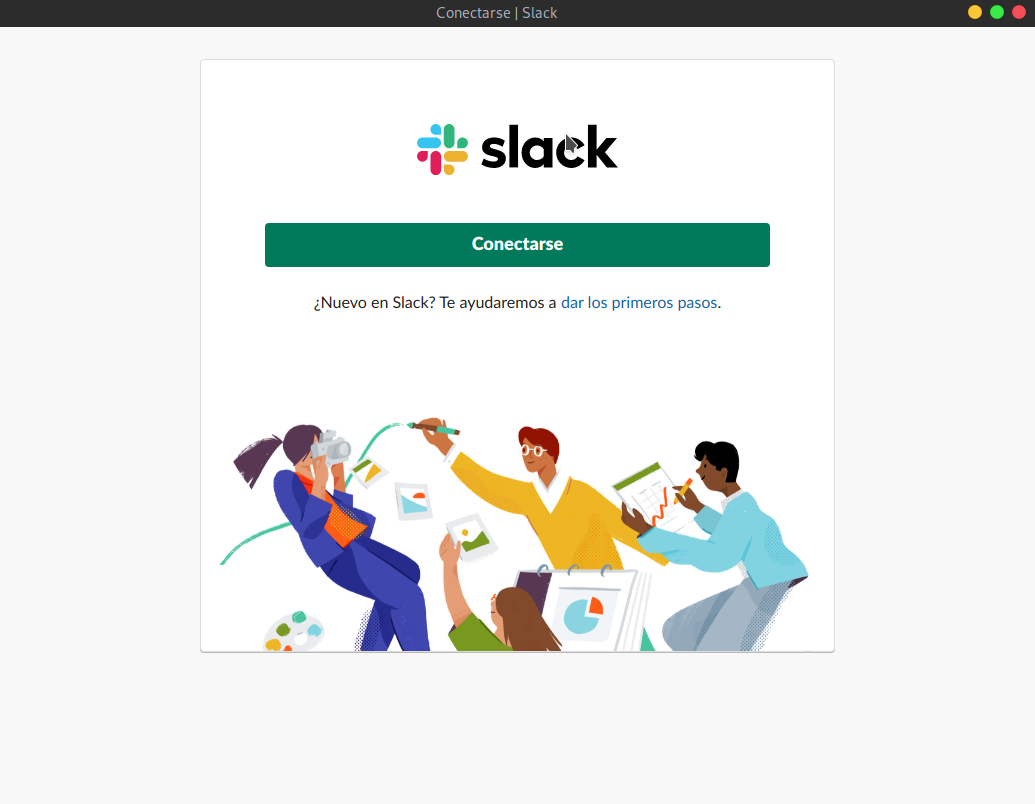 Conectarse | Slack
slack
Conectarse
¿Nuevo en Slack? Te ayudaremos a dar los primeros pasos.